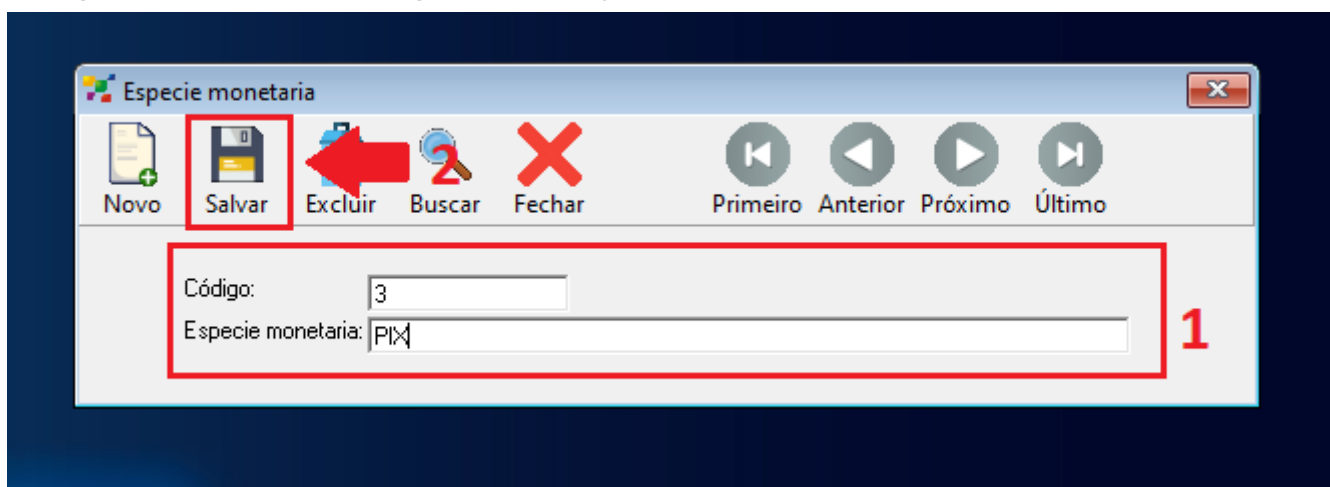 Especie monetaria
2
Novo Salvar Excluir Buscar Fechar Primeiro Anterior Próximo Último
Código: 3
Especie monetaria: PIX
1